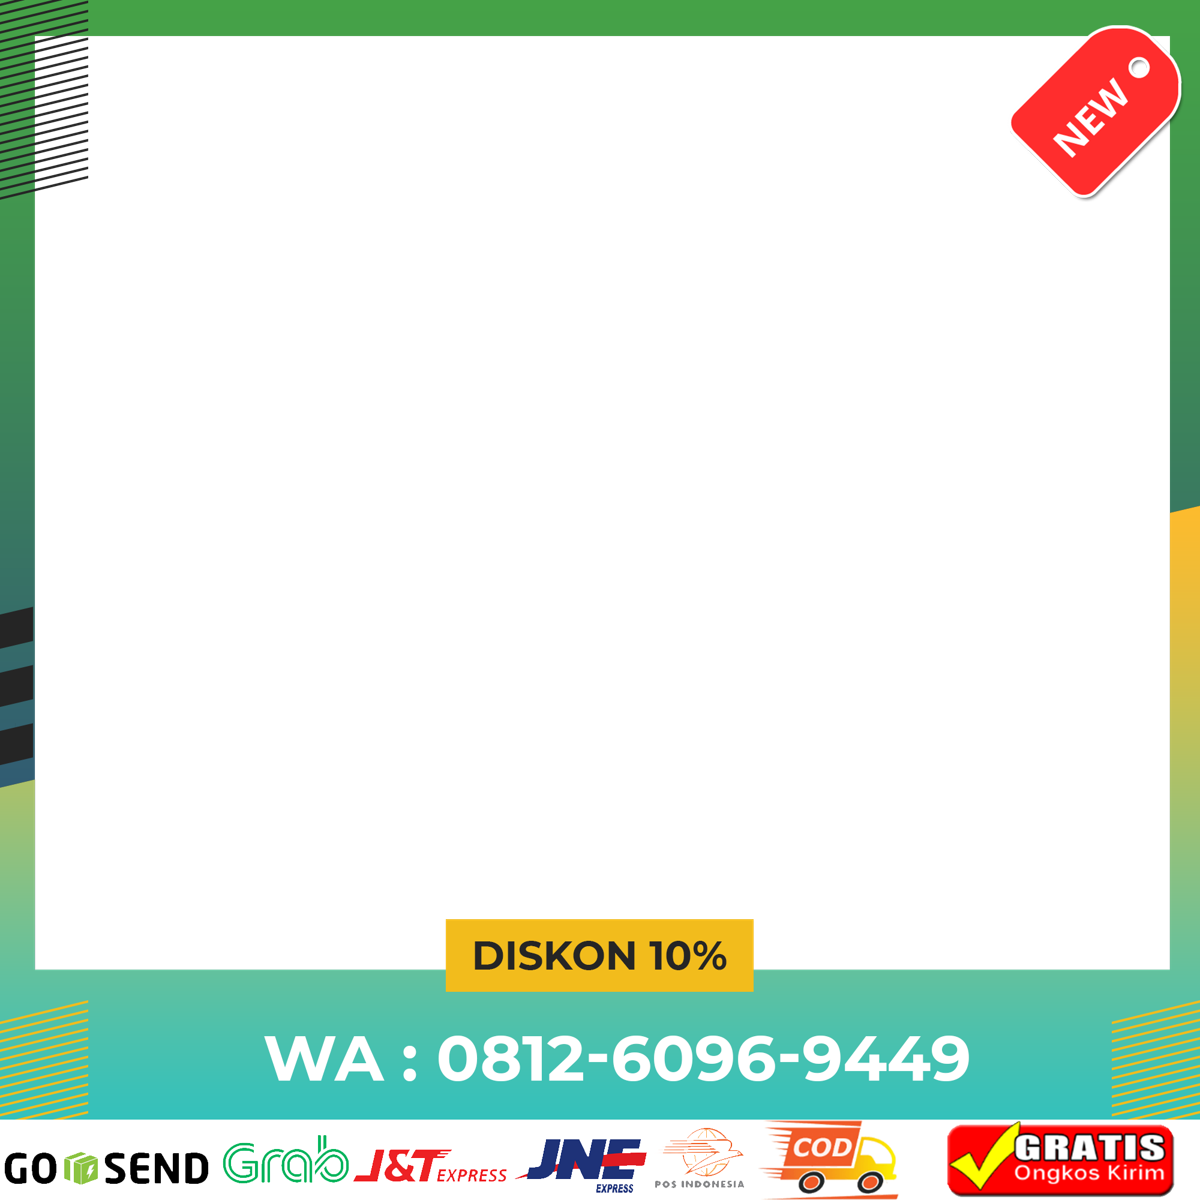 NEW
DISKON 10%
WA : 0812-6096-9449
GO SEND
Grab
J&T EXPRESS
JNE
EXPRESS
POS INDONESIA
COD
GRATIS
Ongkos Kirim